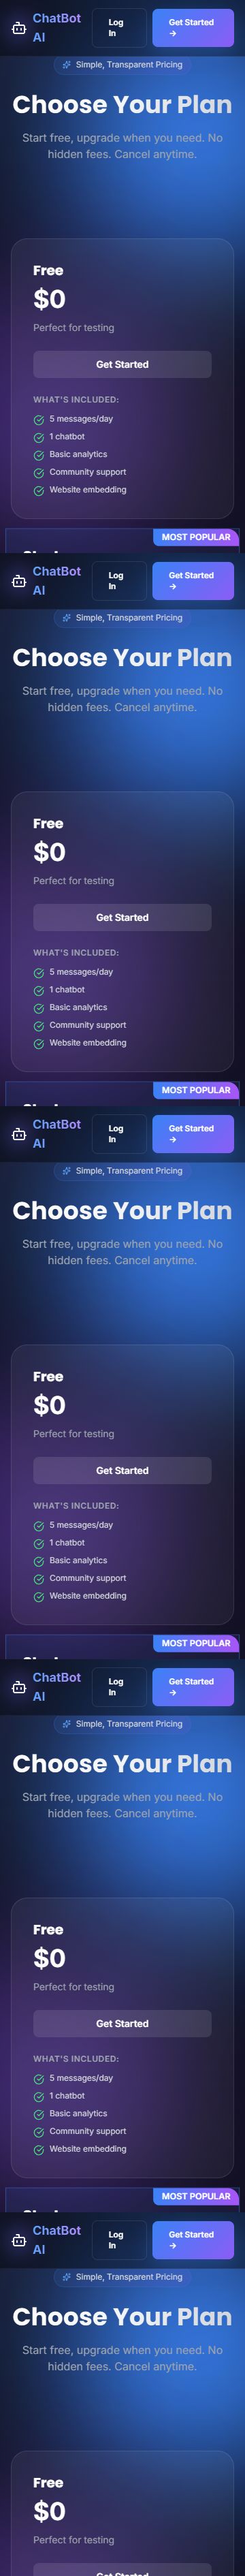 ChatBot
AI
Log
In
Get Started
→
Simple, Transparent Pricing
Choose Your Plan
Start free, upgrade when you need. No
hidden fees. Cancel anytime.
Free
$0
Perfect for testing
Get Started
WHAT'S INCLUDED:
5 messages/day
1 chatbot
Basic analytics
Community support
Website embedding
MOST POPULAR
ChatBot
AI
Log
In
Get Started
→
Simple, Transparent Pricing
Choose Your Plan
Start free, upgrade when you need. No
hidden fees. Cancel anytime.
Free
$0
Perfect for testing
Get Started
WHAT'S INCLUDED:
5 messages/day
1 chatbot
Basic analytics
Community support
Website embedding
MOST POPULAR
ChatBot
AI
Log
In
Get Started
→
Simple, Transparent Pricing
Choose Your Plan
Start free, upgrade when you need. No
hidden fees. Cancel anytime.
Free
$0
Perfect for testing
Get Started
WHAT'S INCLUDED:
5 messages/day
1 chatbot
Basic analytics
Community support
Website embedding
MOST POPULAR
ChatBot
AI
Log
In
Get Started
→
Simple, Transparent Pricing
Choose Your Plan
Start free, upgrade when you need. No
hidden fees. Cancel anytime.
Free
$0
Perfect for testing
Get Started
WHAT'S INCLUDED:
5 messages/day
1 chatbot
Basic analytics
Community support
Website embedding
MOST POPULAR
ChatBot
AI
Log
In
Get Started
→
Simple, Transparent Pricing
Choose Your Plan
Start free, upgrade when you need. No
hidden fees. Cancel anytime.
Free
$0
Perfect for testing